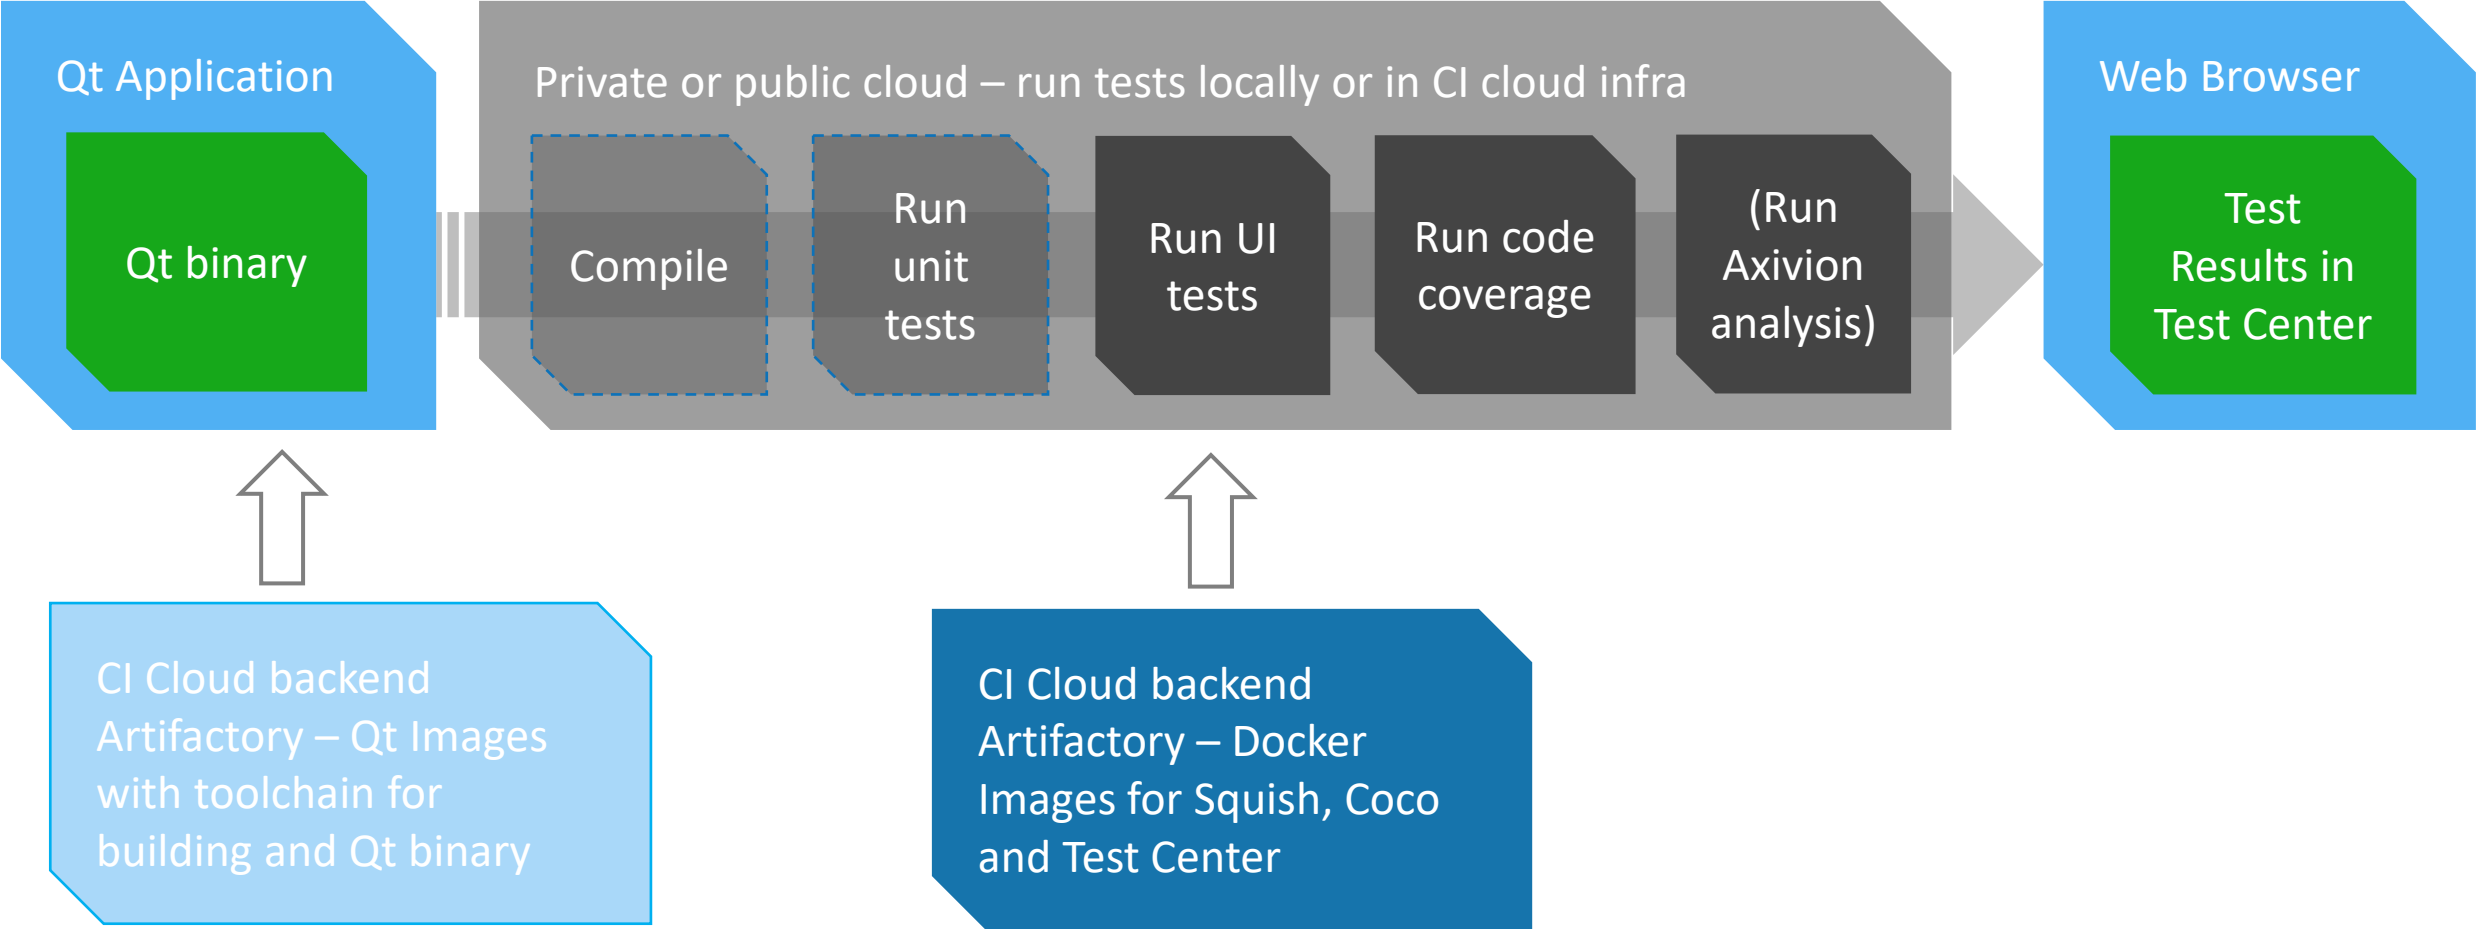 Qt Application
Qt binary
Private or public cloud – run tests locally or in CI cloud infra
Compile
Run
unit
tests
Run UI
tests
Run code
coverage
(Run
Axivion
analysis)
Web Browser
Test
Results in
Test Center
CI Cloud backend
Artifactory – Qt Images
with toolchain for
building and Qt binary
CI Cloud backend
Artifactory – Docker
Images for Squish, Coco
and Test Center